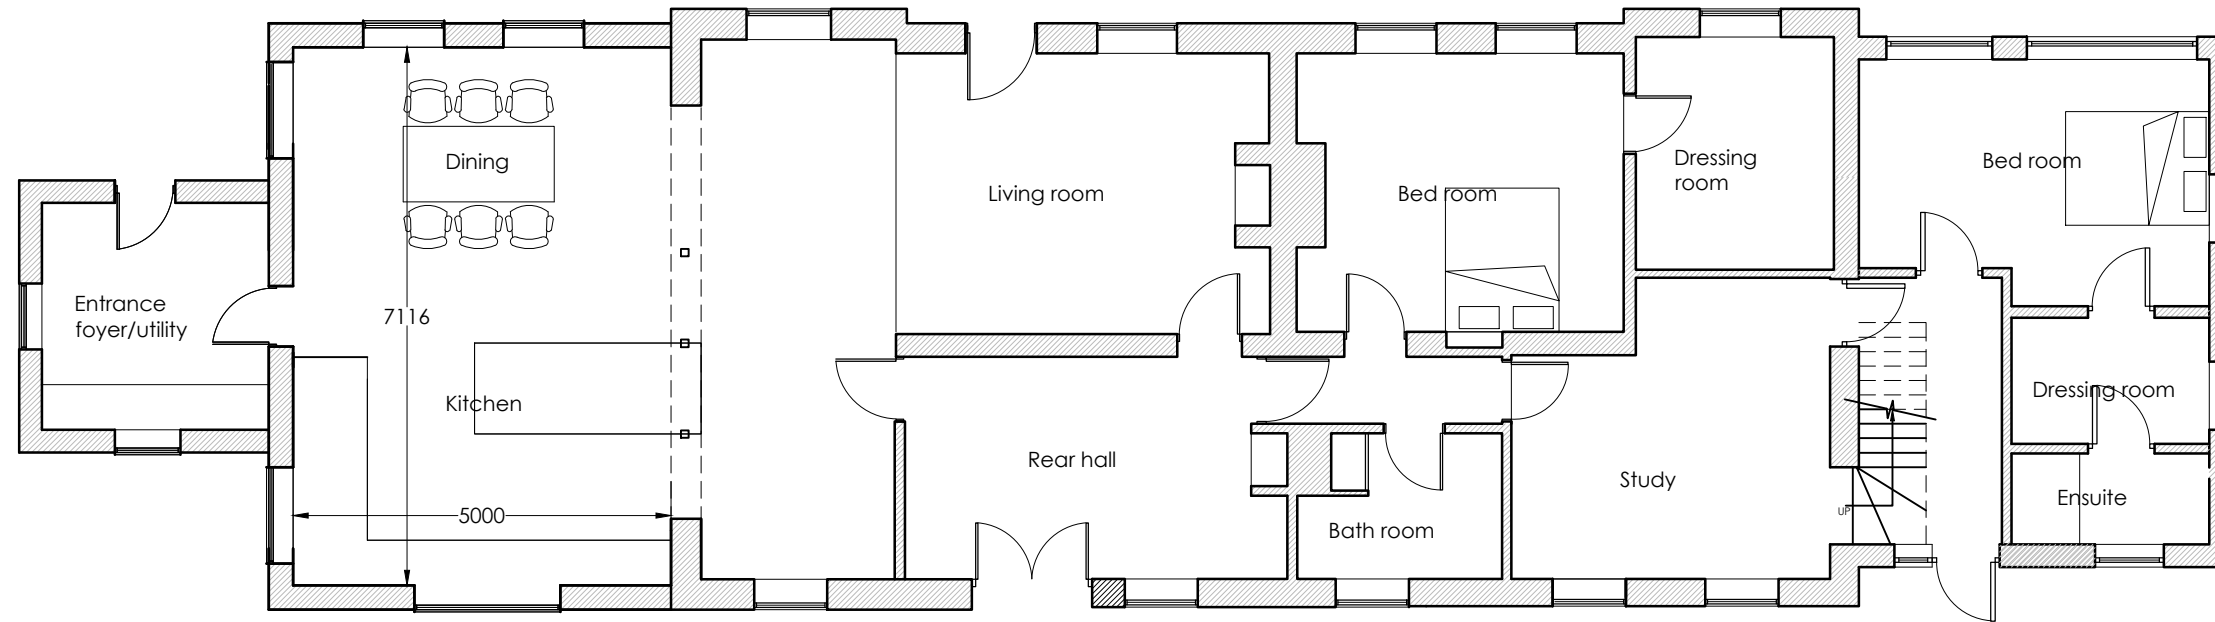 Dining
Living room
Bed room
Dressing
room
Bed room
Entrance
foyer/utility
7116
Kitchen
Dressing room
Rear hall
Study
Ensuite
5000
UP
Bath room